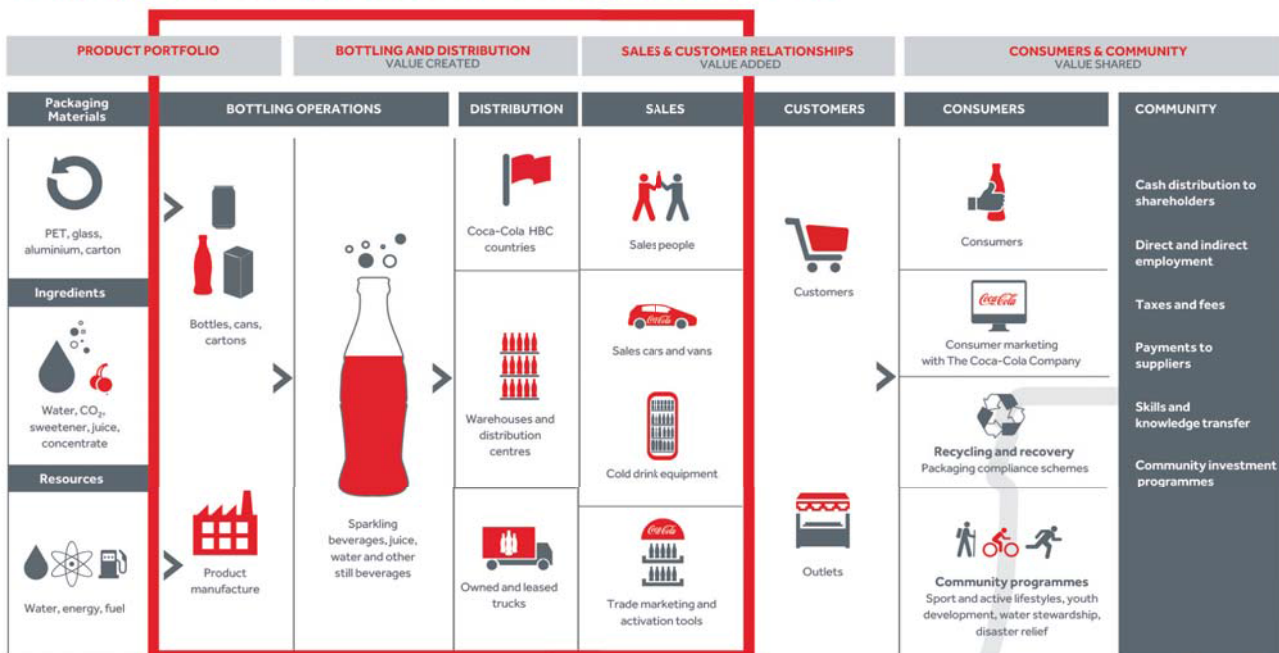 PRODUCT PORTFOLIO
BOTTLING AND DISTRIBUTION
VALUE CREATED
SALES & CUSTOMER RELATIONSHIPS
VALUE ADDED
CONSUMERS & COMMUNITY
VALUE SHARED
Packaging
Materials
BOTTLING OPERATIONS
DISTRIBUTION
SALES
CUSTOMERS
CONSUMERS
COMMUNITY
PET, glass,
aluminium, carton
Ingredients
Water, CO₂,
sweetener, juice,
concentrate
Resources
Water, energy, fuel
Bottles, cans,
cartons
Product
manufacture
Sparkling
beverages, juice,
water and other
still beverages
Coca-Cola HBC
countries
Warehouses and
distribution
centres
Owned and leased
trucks
Sales people
Coca-Cola
Sales cars and vans
Cold drink equipment
Coca-Cola
Trade marketing and
activation tools
Customers
Outlets
Consumers
Coca-Cola
Consumer marketing
with The Coca-Cola Company
Recycling and recovery
Packaging compliance schemes
Community programmes
Sport and active lifestyles, youth
development, water stewardship,
disaster relief
Cash distribution to
shareholders
Direct and indirect
employment
Taxes and fees
Payments to
suppliers
Skills and
knowledge transfer
Community investment
programmes